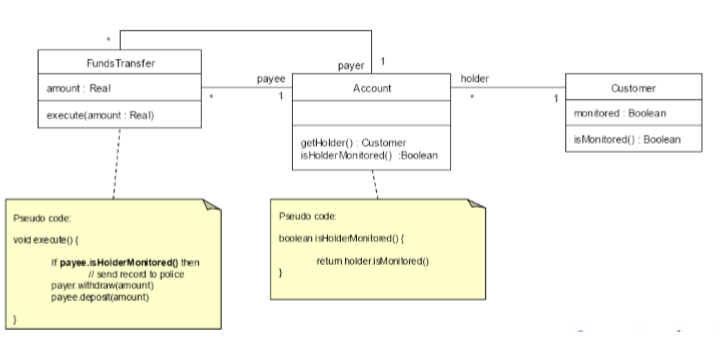 *
FundsTransfer
amount : Real
execute(amount : Real)
payee
*
1
payer
1
Account
getHolder() : Customer
isHolderMonitored() :Boolean
holder
*
1
Customer
monitored : Boolean
isMonitored() : Boolean
Pseudo code:
void execute() {
If payee.isHolderMonitored() then
// send record to police
payer.withdraw(amount)
payee.deposit(amount)
}
Pseudo code:
boolean isHolderMonitored() {
return holder.isMonitored()
}